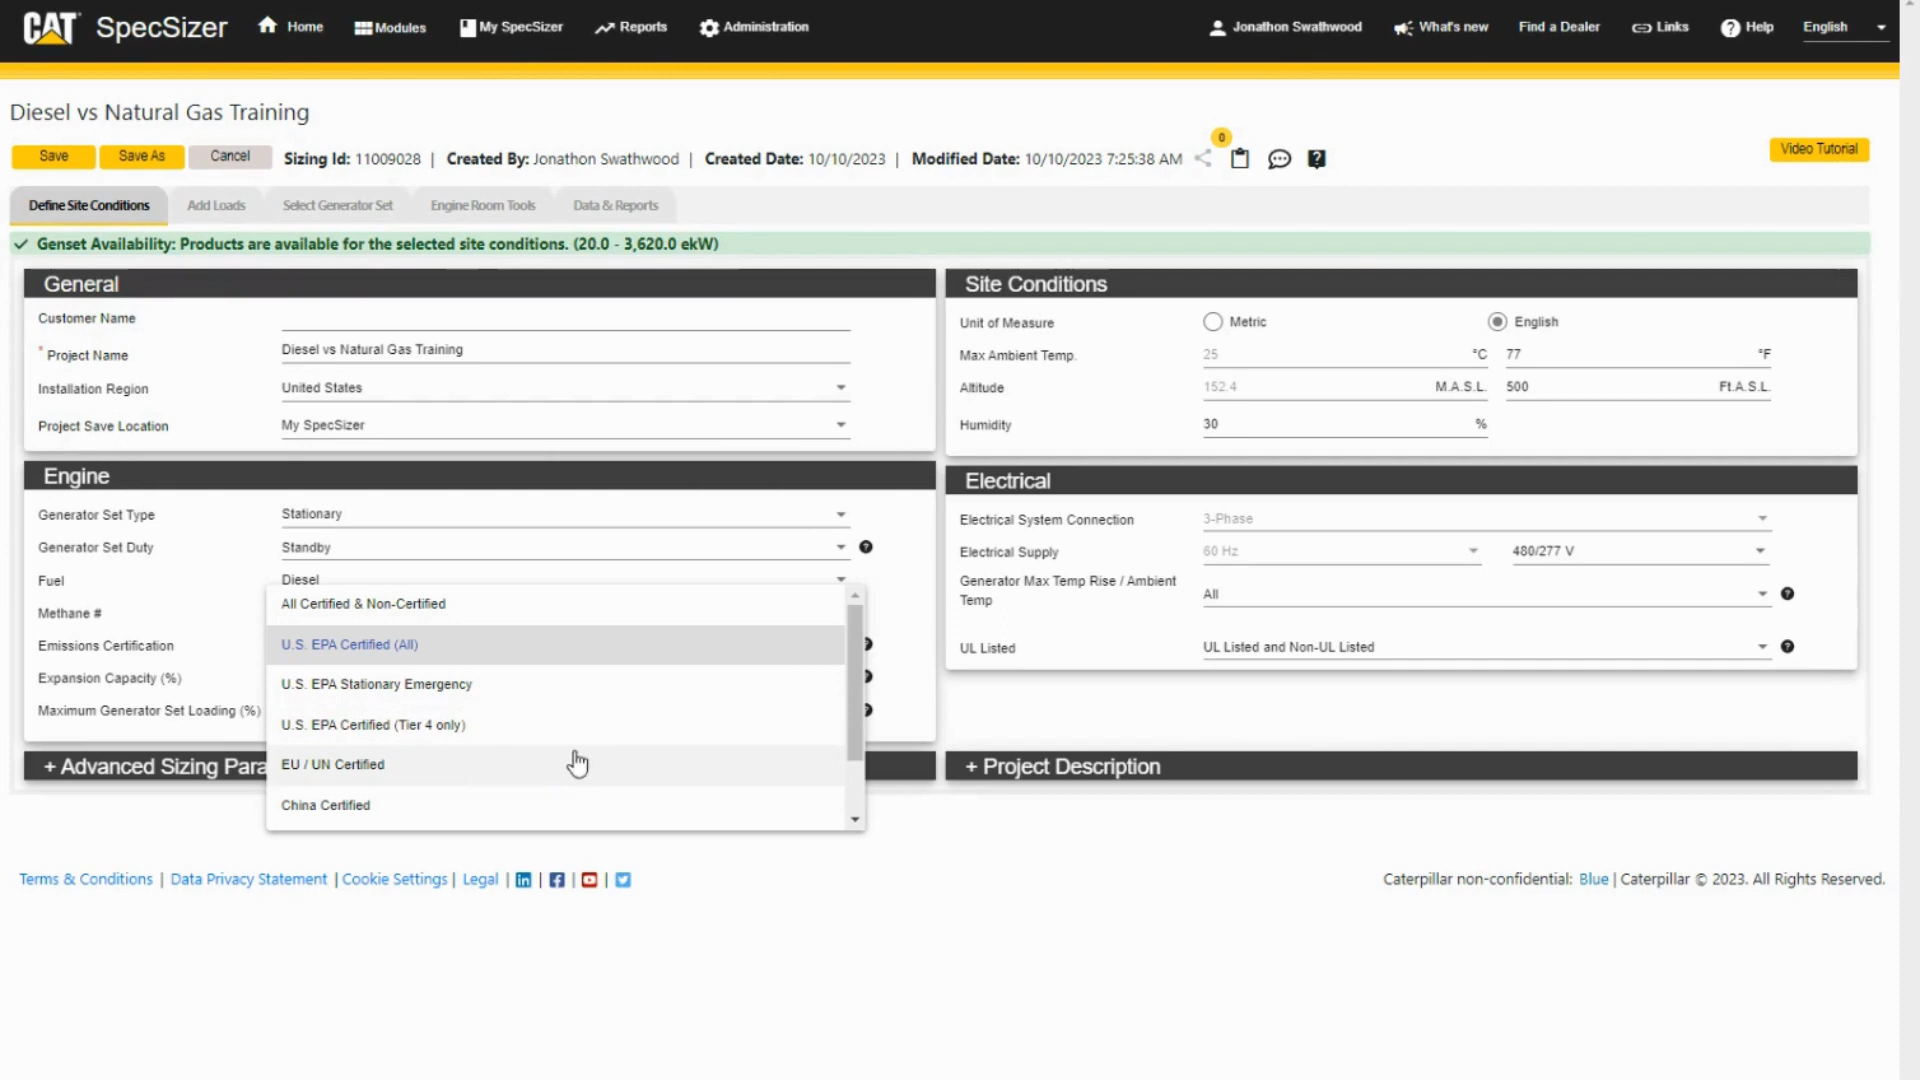 CAT SpecSizer Home Modules My SpecSizer Reports Administration Jonathon Swathwood What's new Find a Dealer Links Help English
Diesel vs Natural Gas Training
0
Save Save As Cancel Sizing Id: 11009028 | Created By: Jonathon Swathwood | Created Date: 10/10/2023 | Modified Date: 10/10/2023 7:25:38 AM Video Tutorial
Define Site Conditions Add Loads Select Generator Set Engine Room Tools Data & Reports
Genset Availability: Products are available for the selected site conditions. (20.0 - 3,620.0 ekW)
General
Customer Name
* Project Name Diesel vs Natural Gas Training
Installation Region United States
Project Save Location My SpecSizer
Engine
Generator Set Type Stationary
Generator Set Duty Standby ?
Fuel Diesel
Methane #
Emissions Certification
Expansion Capacity (%)
Maximum Generator Set Loading (%)
All Certified & Non-Certified
U.S. EPA Certified (All)
U.S. EPA Stationary Emergency
U.S. EPA Certified (Tier 4 only)
EU / UN Certified
China Certified
+ Advanced Sizing Para
Site Conditions
Unit of Measure Metric English
Max Ambient Temp. 25 °C 77 °F
Altitude 152.4 M.A.S.L. 500 Ft.A.S.L.
Humidity 30 %
Electrical
Electrical System Connection 3-Phase
Electrical Supply 60 Hz 480/277 V
Generator Max Temp Rise / Ambient
Temp All ?
UL Listed UL Listed and Non-UL Listed ?
+ Project Description
Terms & Conditions | Data Privacy Statement | Cookie Settings | Legal | in | f | |
Caterpillar non-confidential: Blue | Caterpillar © 2023. All Rights Reserved.